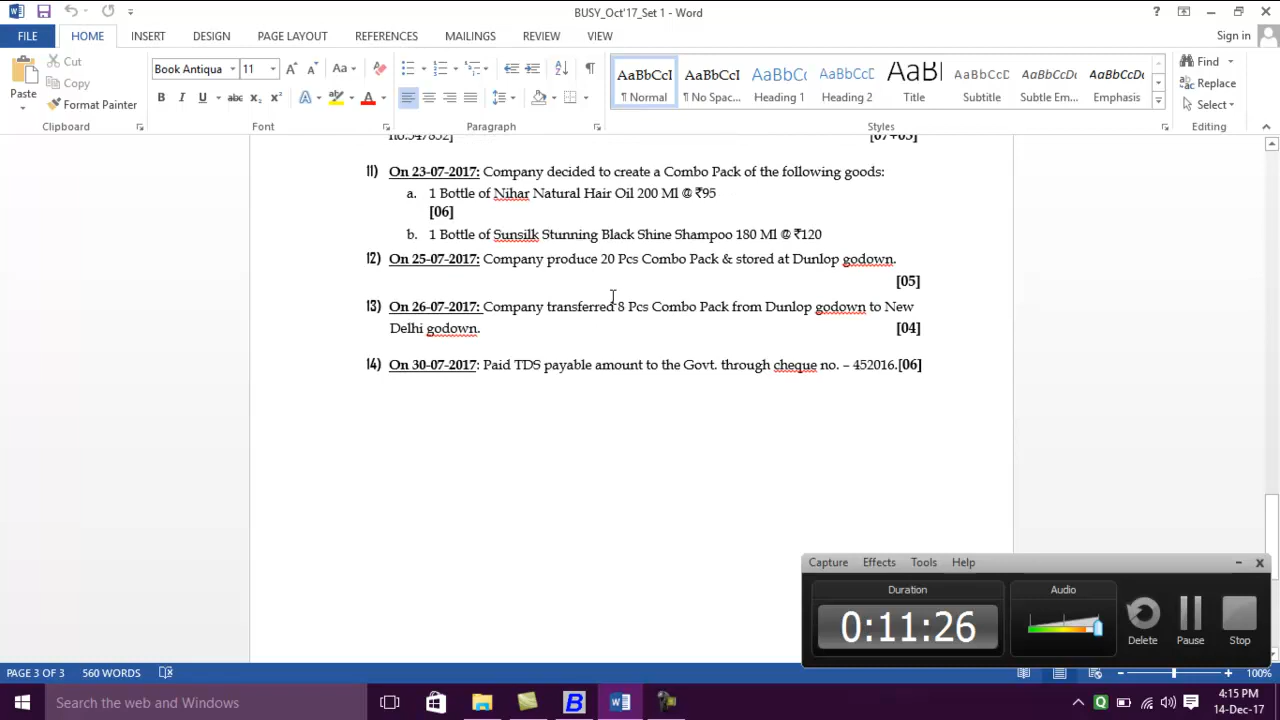 BUSY_Oct'17_Set 1 - Word
Sign in
FILE HOME INSERT DESIGN PAGE LAYOUT REFERENCES MAILINGS REVIEW VIEW
Paste
Cut
Copy
Format Painter
Clipboard
Book Antiqua 11
Font
Paragraph
AaBbCcI AaBbCcI AaBbC AaBbCcI AaBl AaBbCcD AaBbCcD AaBbCcDc
¶ Normal ¶ No Spac... Heading 1 Heading 2 Title Subtitle Subtle Em... Emphasis
Styles
Find
Replace
Select
Editing
no.547852] [07+03]
11) On 23-07-2017: Company decided to create a Combo Pack of the following goods:
a. 1 Bottle of Nihar Natural Hair Oil 200 Ml @ ₹95
[06]
b. 1 Bottle of Sunsilk Stunning Black Shine Shampoo 180 Ml @ ₹120
12) On 25-07-2017: Company produce 20 Pcs Combo Pack & stored at Dunlop godown.
[05]
13) On 26-07-2017: Company transferred 8 Pcs Combo Pack from Dunlop godown to New
Delhi godown. [04]
14) On 30-07-2017: Paid TDS payable amount to the Govt. through cheque no. – 452016.[06]
Capture Effects Tools Help
Duration
0:11:26
Audio
Delete
Pause
Stop
PAGE 3 OF 3 560 WORDS
100%
Search the web and Windows
4:15 PM
14-Dec-17